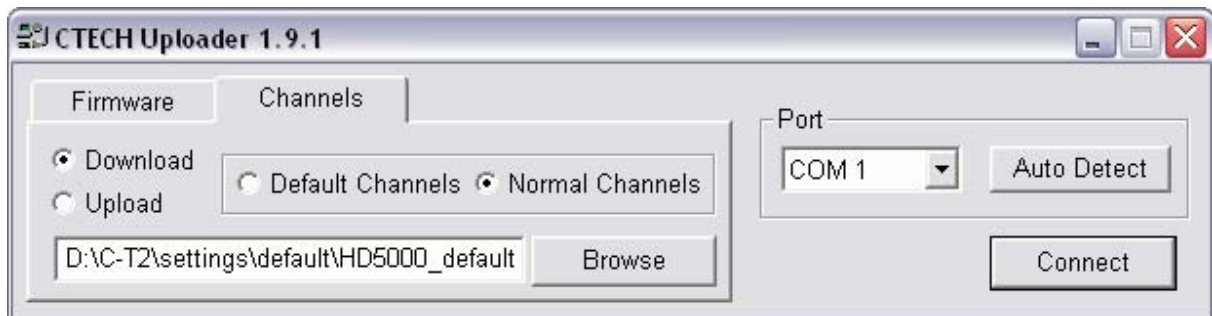 CTECH Uploader 1.9.1
Firmware
Channels
Download
Upload
Default Channels
Normal Channels
D:\C-T2\settings\default\HD5000_default
Browse
Port
COM 1
Auto Detect
Connect